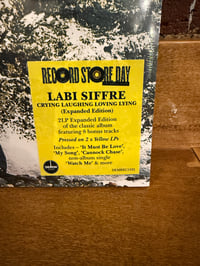 RECORD STORE DAY
LABI SIFFRE
CRYING LAUGHING LOVING LYING
(Expanded Edition)
2LP Expanded Edition
of the classic album
featuring 8 bonus tracks
Pressed on 2 x Yellow LPs
Includes – 'It Must Be Love',
'My Song', 'Cannock Chase',
non-album single
'Watch Me' & more